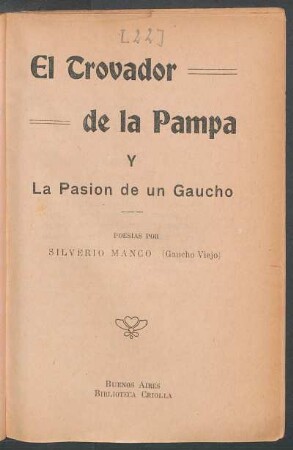 [22]
El Trovador
de la Pampa
Y
La Pasion de un Gaucho
POESIAS POR
SILVERIO MANCO (Gaucho Viejo)
BUENOS AIRES
BIBLIOTECA CRIOLLA